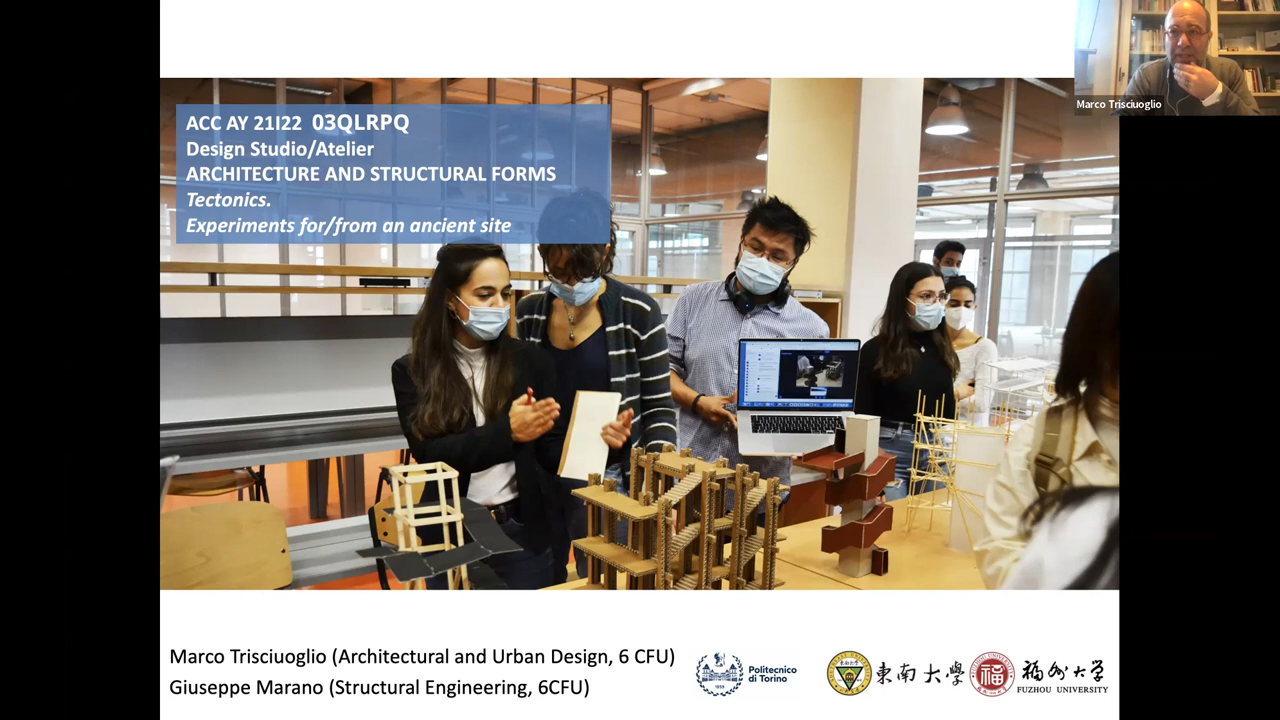 Marco Trisciuoglio
ACC AY 21I22 03QLRPQ
Design Studio/Atelier
ARCHITECTURE AND STRUCTURAL FORMS
Tectonics.
Experiments for/from an ancient site
Marco Trisciuoglio (Architectural and Urban Design, 6 CFU)
Giuseppe Marano (Structural Engineering, 6CFU)
Politecnico
di Torino
東南大學
福州大学
FUZHOU UNIVERSITY